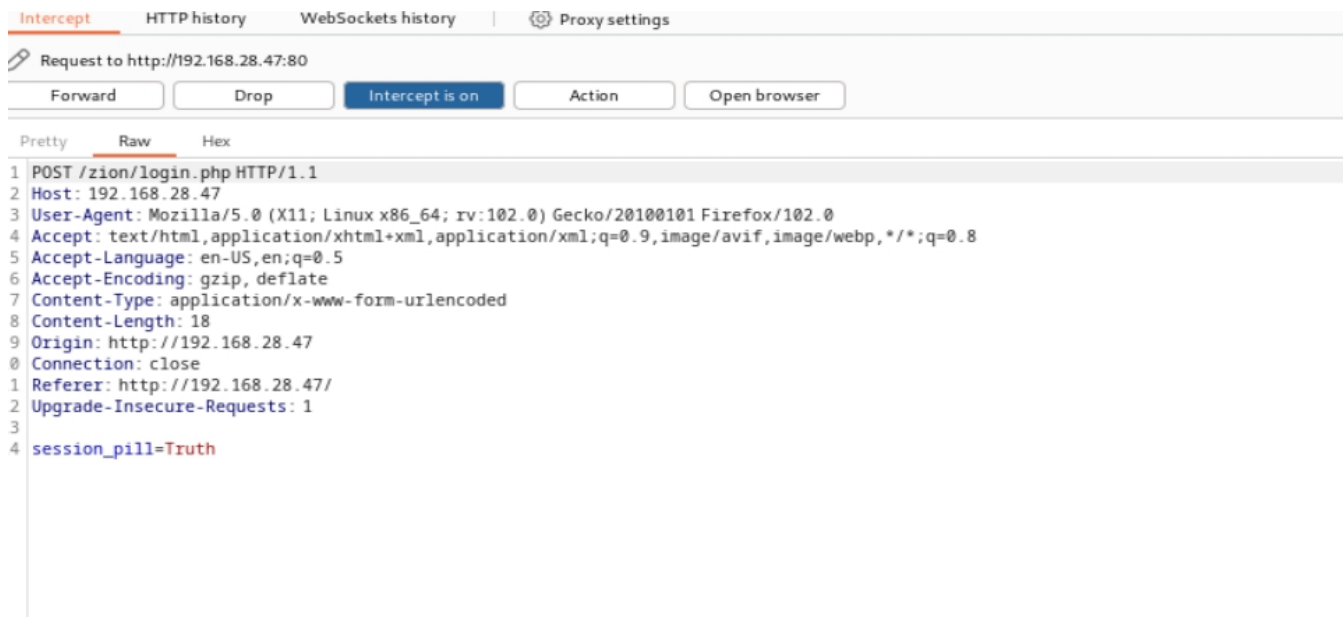 Intercept HTTP history WebSockets history Proxy settings
Request to http://192.168.28.47:80
Forward Drop Intercept is on Action Open browser
Pretty Raw Hex
1 POST /zion/login.php HTTP/1.1
2 Host: 192.168.28.47
3 User-Agent: Mozilla/5.0 (X11; Linux x86_64; rv:102.0) Gecko/20100101 Firefox/102.0
4 Accept: text/html,application/xhtml+xml,application/xml;q=0.9,image/avif,image/webp,*/*;q=0.8
5 Accept-Language: en-US,en;q=0.5
6 Accept-Encoding: gzip, deflate
7 Content-Type: application/x-www-form-urlencoded
8 Content-Length: 18
9 Origin: http://192.168.28.47
0 Connection: close
1 Referer: http://192.168.28.47/
2 Upgrade-Insecure-Requests: 1
3
4 session_pill=Truth